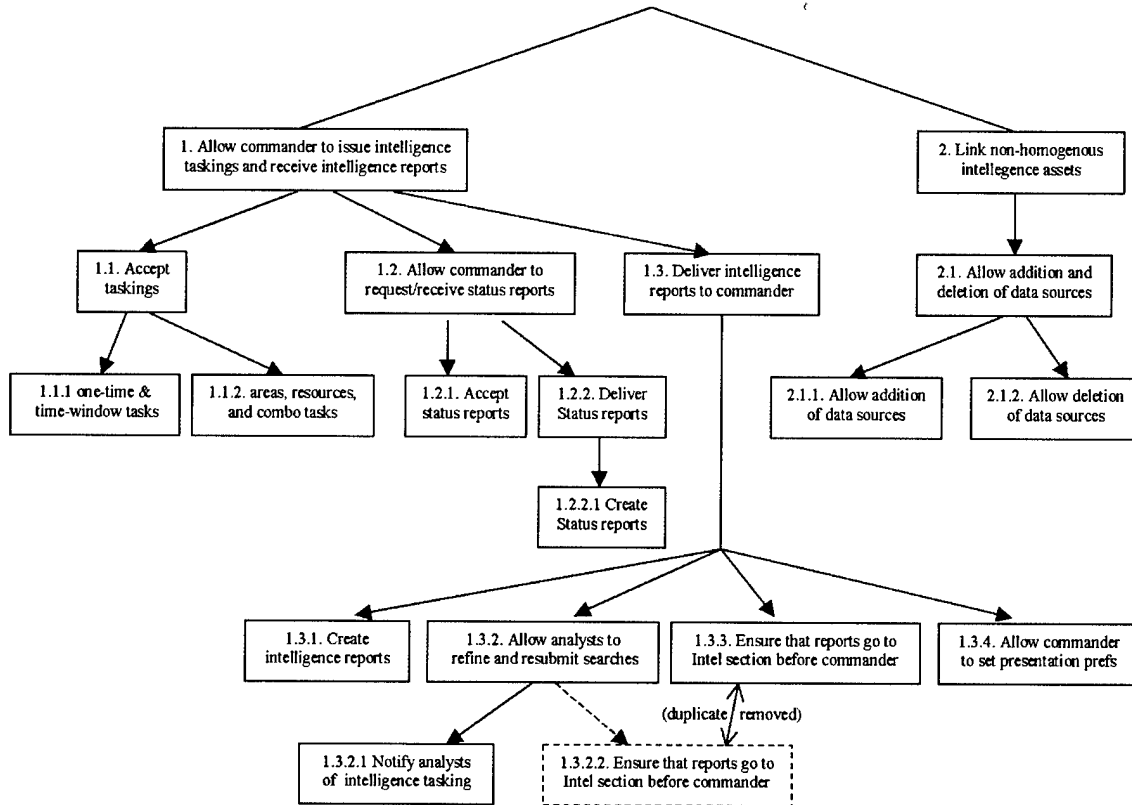 1. Allow commander to issue intelligence
taskings and receive intelligence reports
2. Link non-homogenous
intellegence assets
1.1. Accept
taskings
1.2. Allow commander to
request/receive status reports
1.3. Deliver intelligence
reports to commander
2.1. Allow addition and
deletion of data sources
1.1.1 one-time &
time-window tasks
1.1.2. areas, resources,
and combo tasks
1.2.1. Accept
status reports
1.2.2. Deliver
Status reports
2.1.1. Allow addition
of data sources
2.1.2. Allow deletion
of data sources
1.2.2.1 Create
Status reports
1.3.1. Create
intelligence reports
1.3.2. Allow analysts to
refine and resubmit searches
1.3.3. Ensure that reports go to
Intel section before commander
1.3.4. Allow commander
to set presentation prefs
(duplicate removed)
1.3.2.1 Notify analysts
of intelligence tasking
1.3.2.2. Ensure that reports go to
Intel section before commander